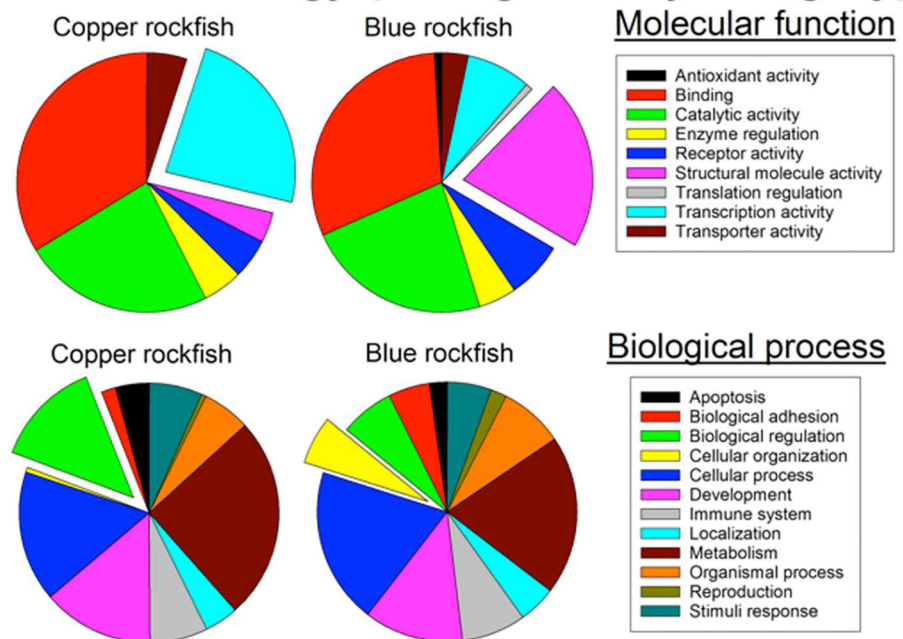 Copper rockfish
Blue rockfish
Molecular function
Antioxidant activity
Binding
Catalytic activity
Enzyme regulation
Receptor activity
Structural molecule activity
Translation regulation
Transcription activity
Transporter activity
Copper rockfish
Blue rockfish
Biological process
Apoptosis
Biological adhesion
Biological regulation
Cellular organization
Cellular process
Development
Immune system
Localization
Metabolism
Organismal process
Reproduction
Stimuli response